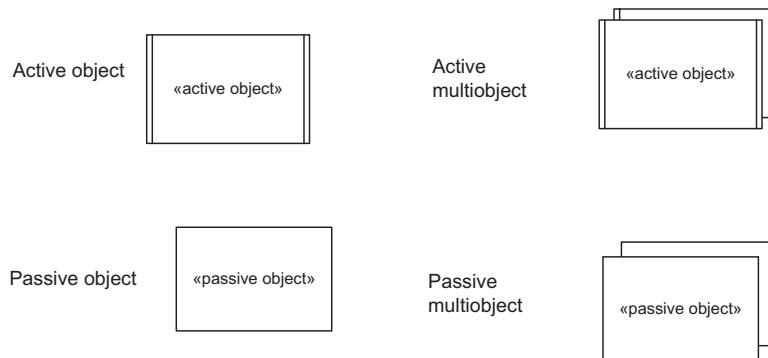 Active object
«active object»
Active
multiobject
«active object»
Passive object
«passive object»
Passive
multiobject
«passive object»